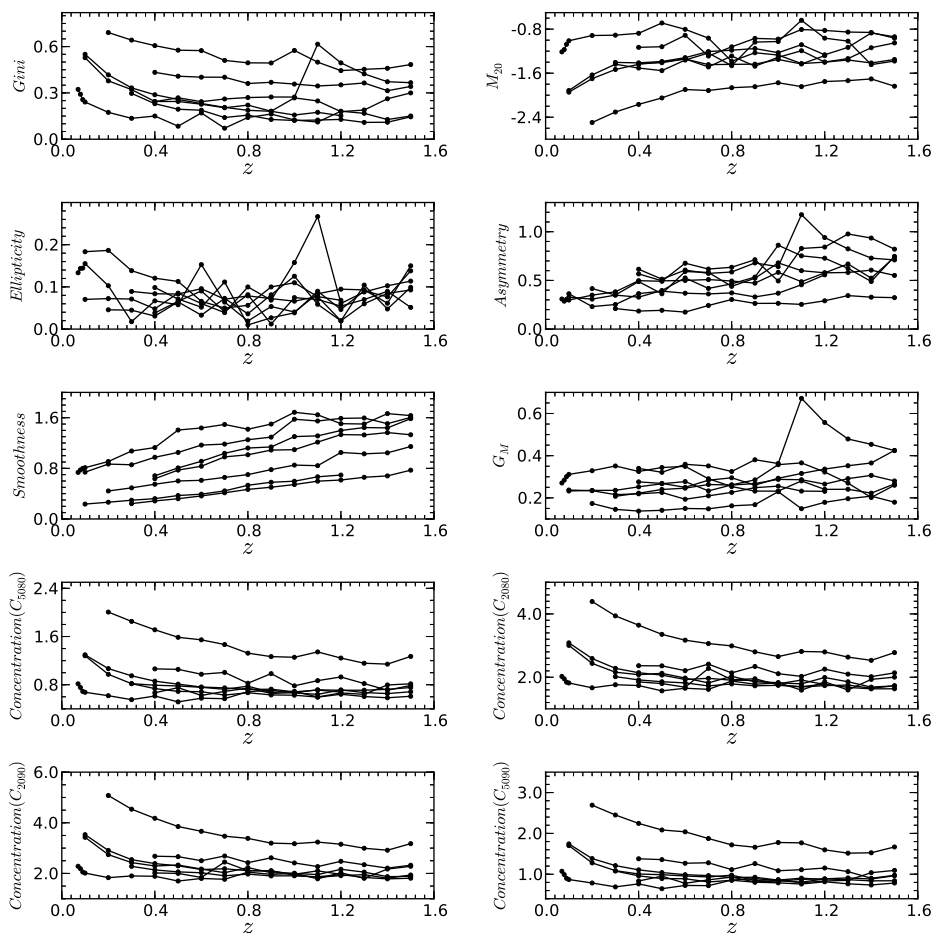 Gini
0.6
0.3
0.0
0.0 0.4 0.8 1.2 1.6
z
M20
-0.8
-1.6
-2.4
0.0 0.4 0.8 1.2 1.6
z
Ellipticity
0.2
0.1
0.0
0.0 0.4 0.8 1.2 1.6
z
Asymmetry
1.0
0.5
0.0
0.0 0.4 0.8 1.2 1.6
z
Smoothness
1.6
0.8
0.0
0.0 0.4 0.8 1.2 1.6
z
GM
0.6
0.4
0.2
0.0 0.4 0.8 1.2 1.6
z
Concentration(C5080)
2.4
1.6
0.8
0.0 0.4 0.8 1.2 1.6
z
Concentration(C2080)
4.0
2.0
0.0 0.4 0.8 1.2 1.6
z
Concentration(C2090)
6.0
4.0
2.0
0.0 0.4 0.8 1.2 1.6
z
Concentration(C5090)
3.0
2.0
1.0
0.0 0.4 0.8 1.2 1.6
z